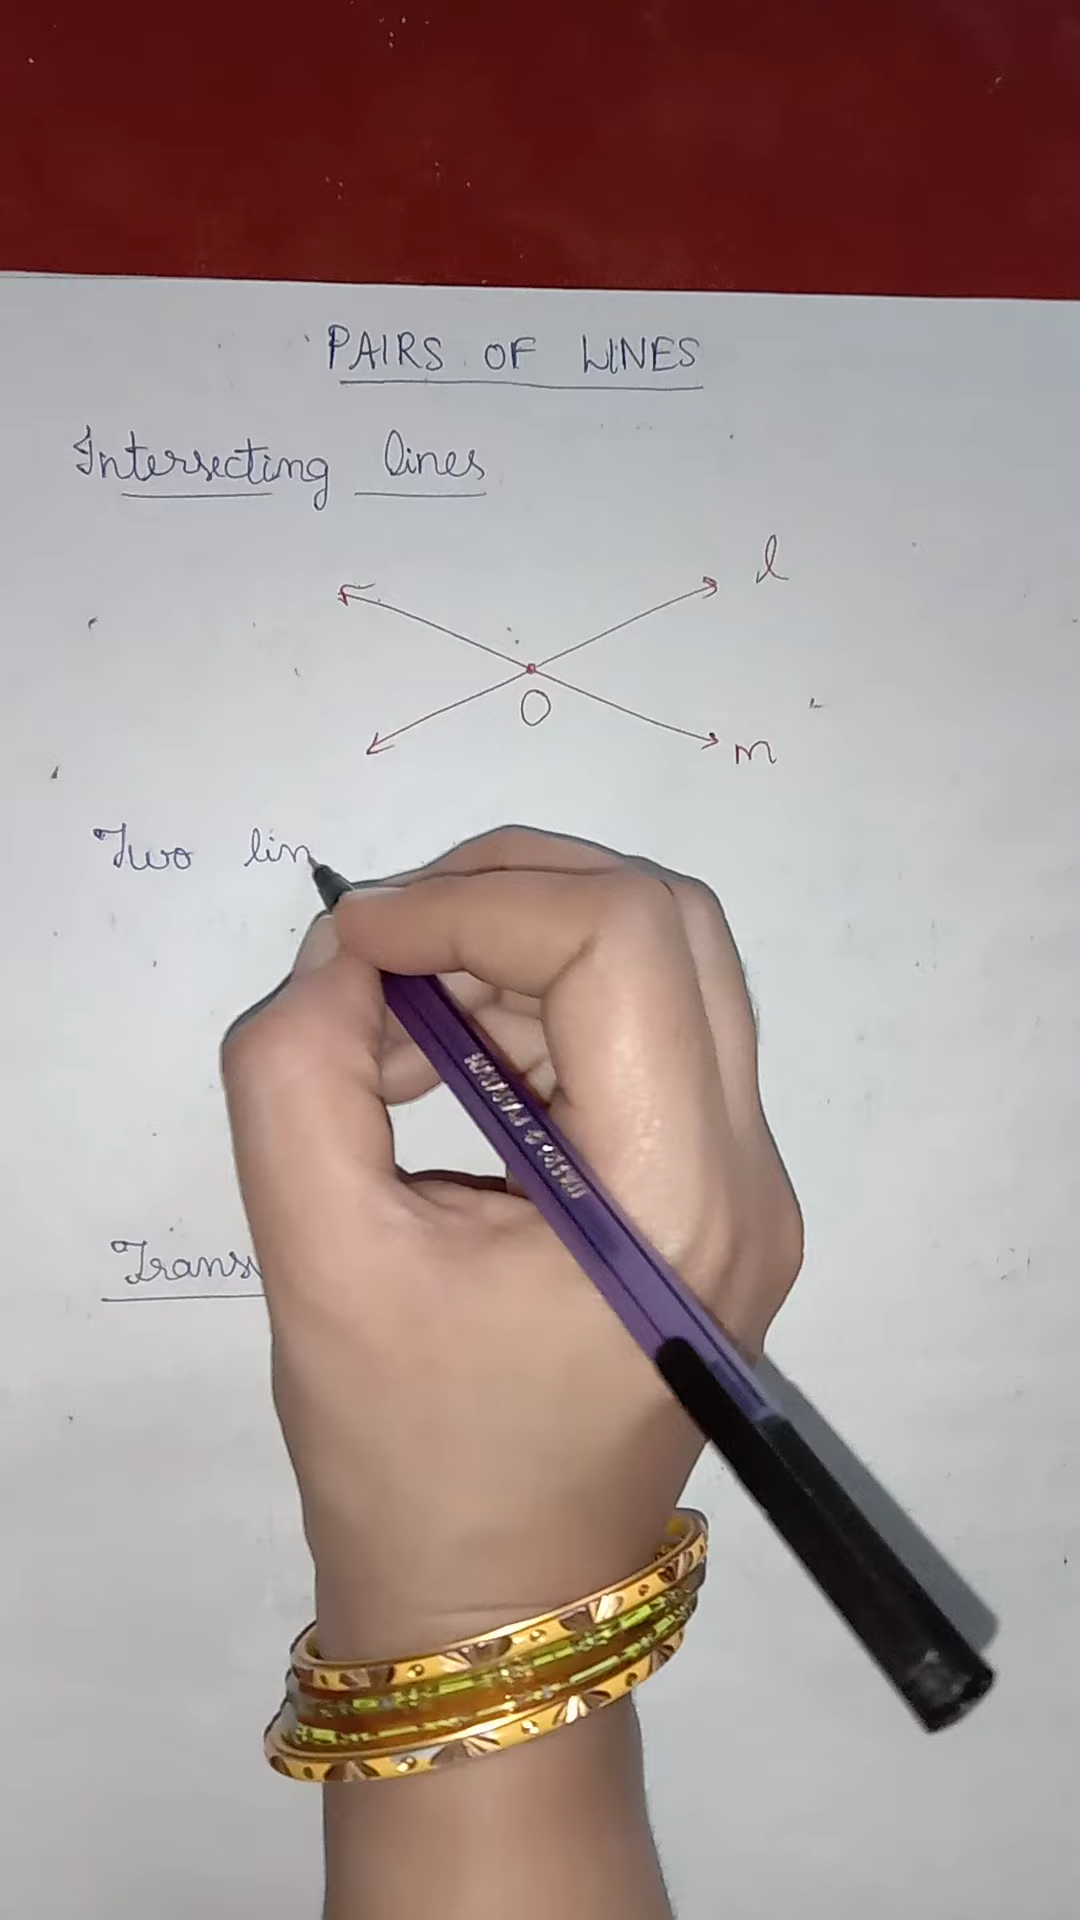 PAIRS OF LINES
Intersecting lines
l
O
m
Two lin
Trans